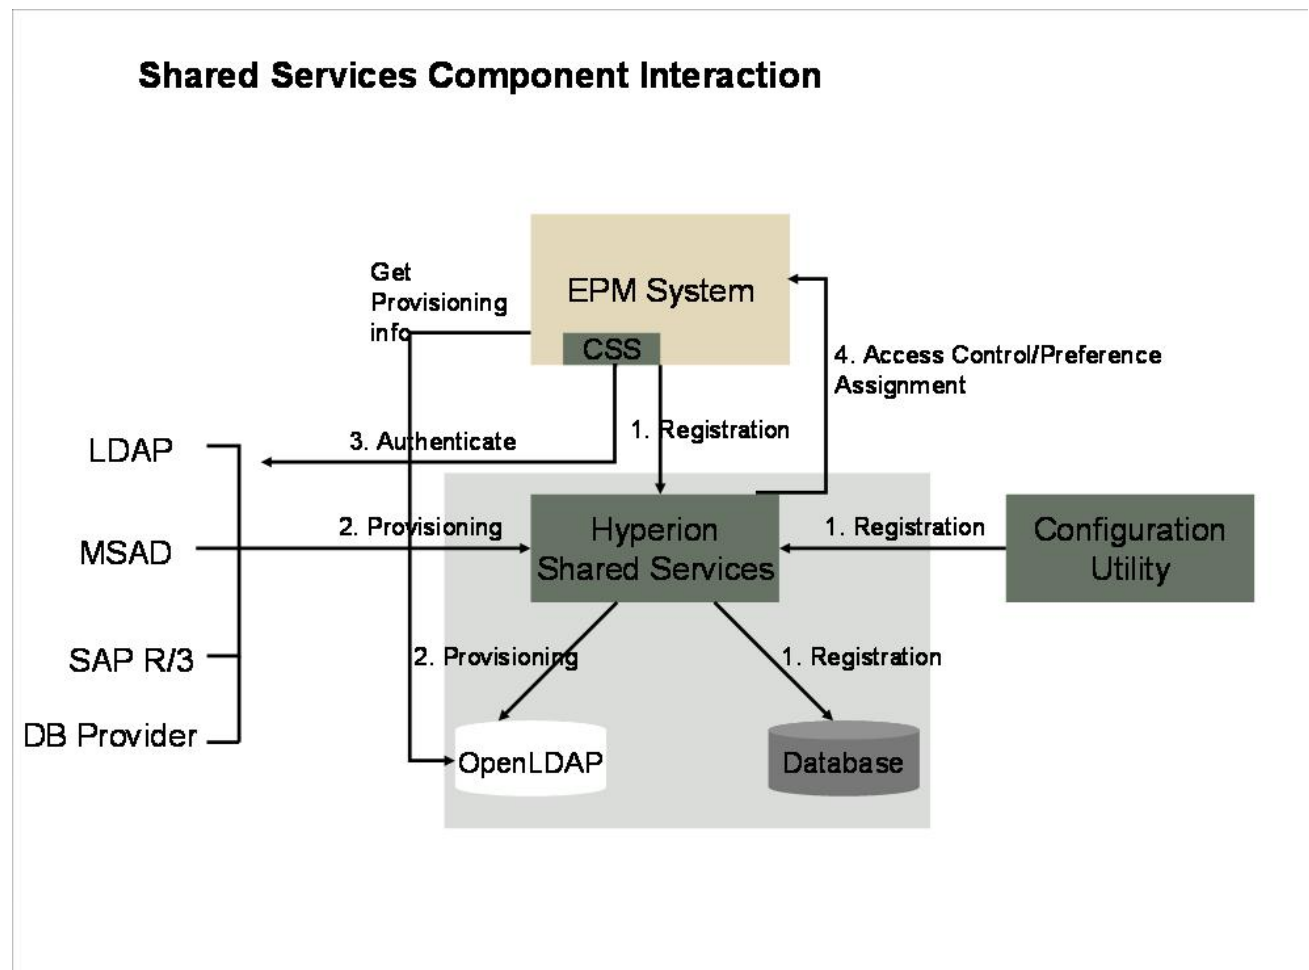 Shared Services Component Interaction
Get
Provisioning
info
EPM System
CSS
4. Access Control/Preference
Assignment
1. Registration
3. Authenticate
LDAP
2. Provisioning
Hyperion
Shared Services
1. Registration
Configuration
Utility
MSAD
SAP R/3
2. Provisioning
1. Registration
DB Provider
OpenLDAP
Database